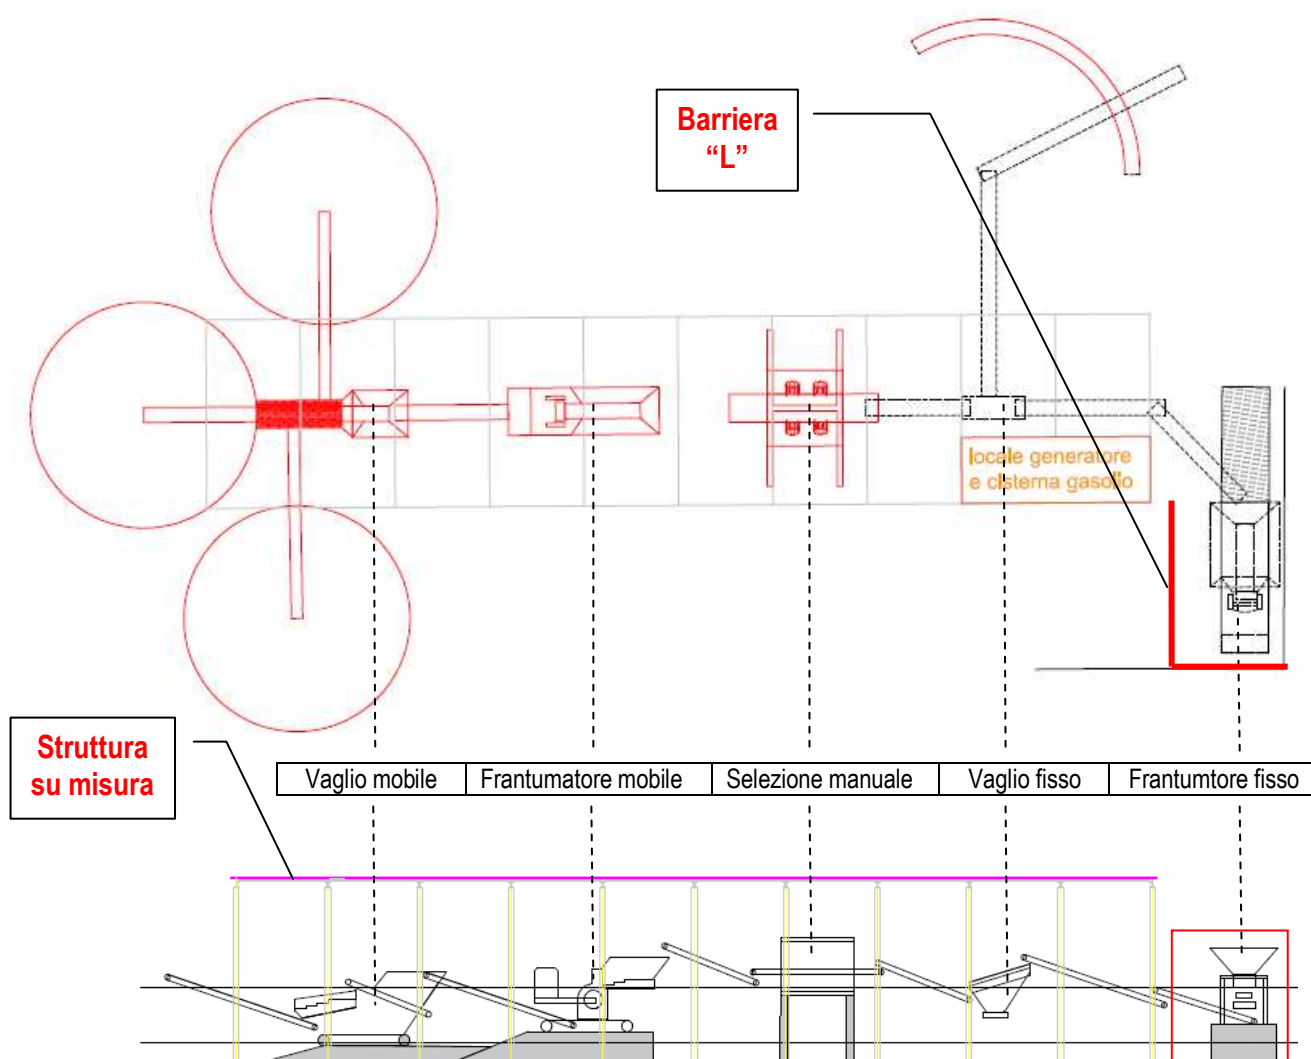 Barriera
“L”
locale generatore
e cisterna gasolio
Struttura
su misura
Vaglio mobile
Frantumatore mobile
Selezione manuale
Vaglio fisso
Frantumtore fisso